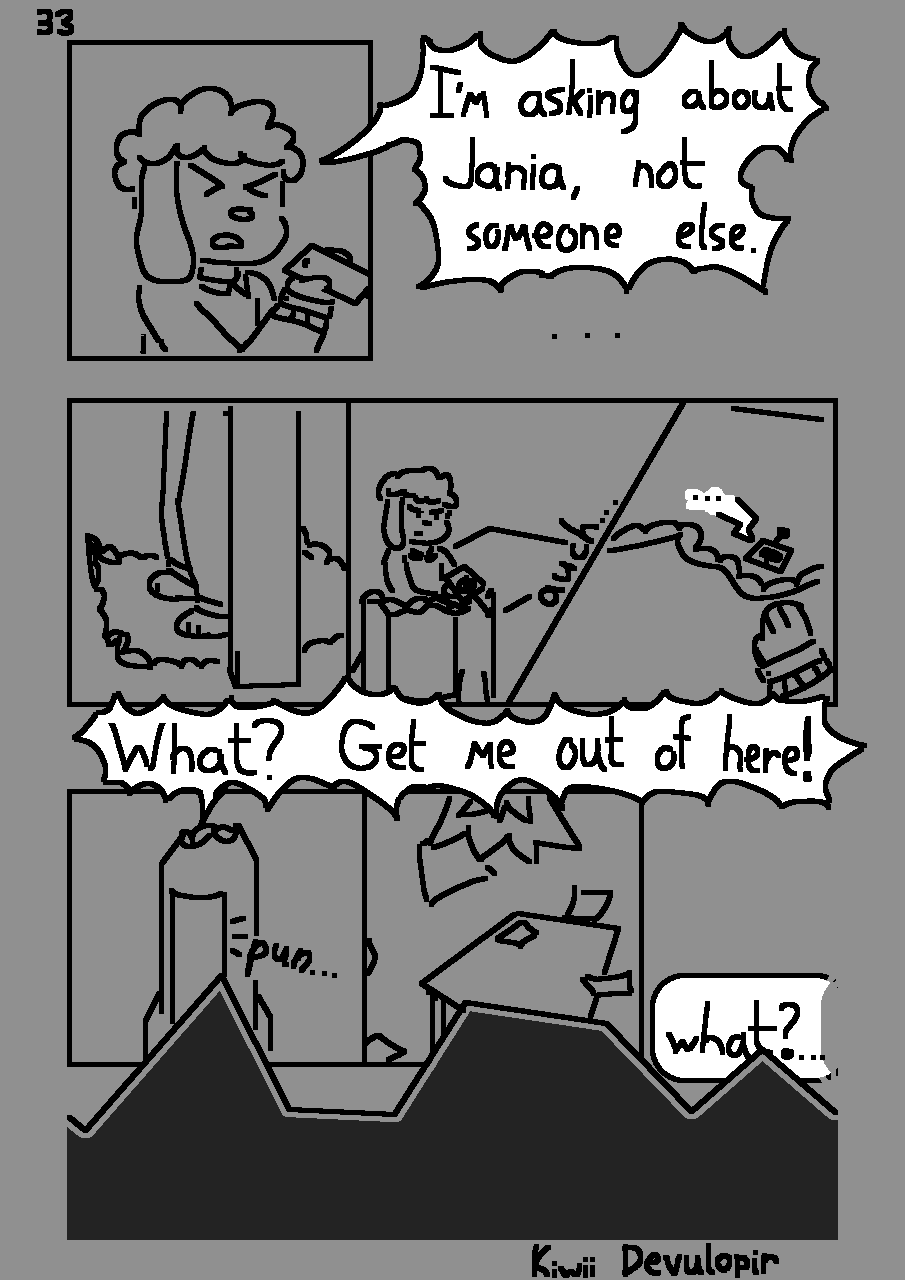 33
I'm asking about
Jania, not
someone else.
. . .
...
auch...
What? Get me out of here!
pun...
what?...
Kiwii Devulopir